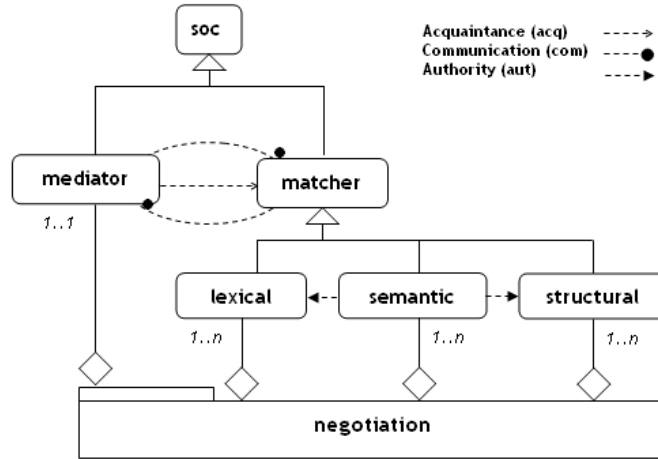 soc
Acquaintance (acq)
Communication (com)
Authority (aut)
mediator
matcher
1..1
lexical
semantic
structural
1..n
1..n
1..n
negotiation